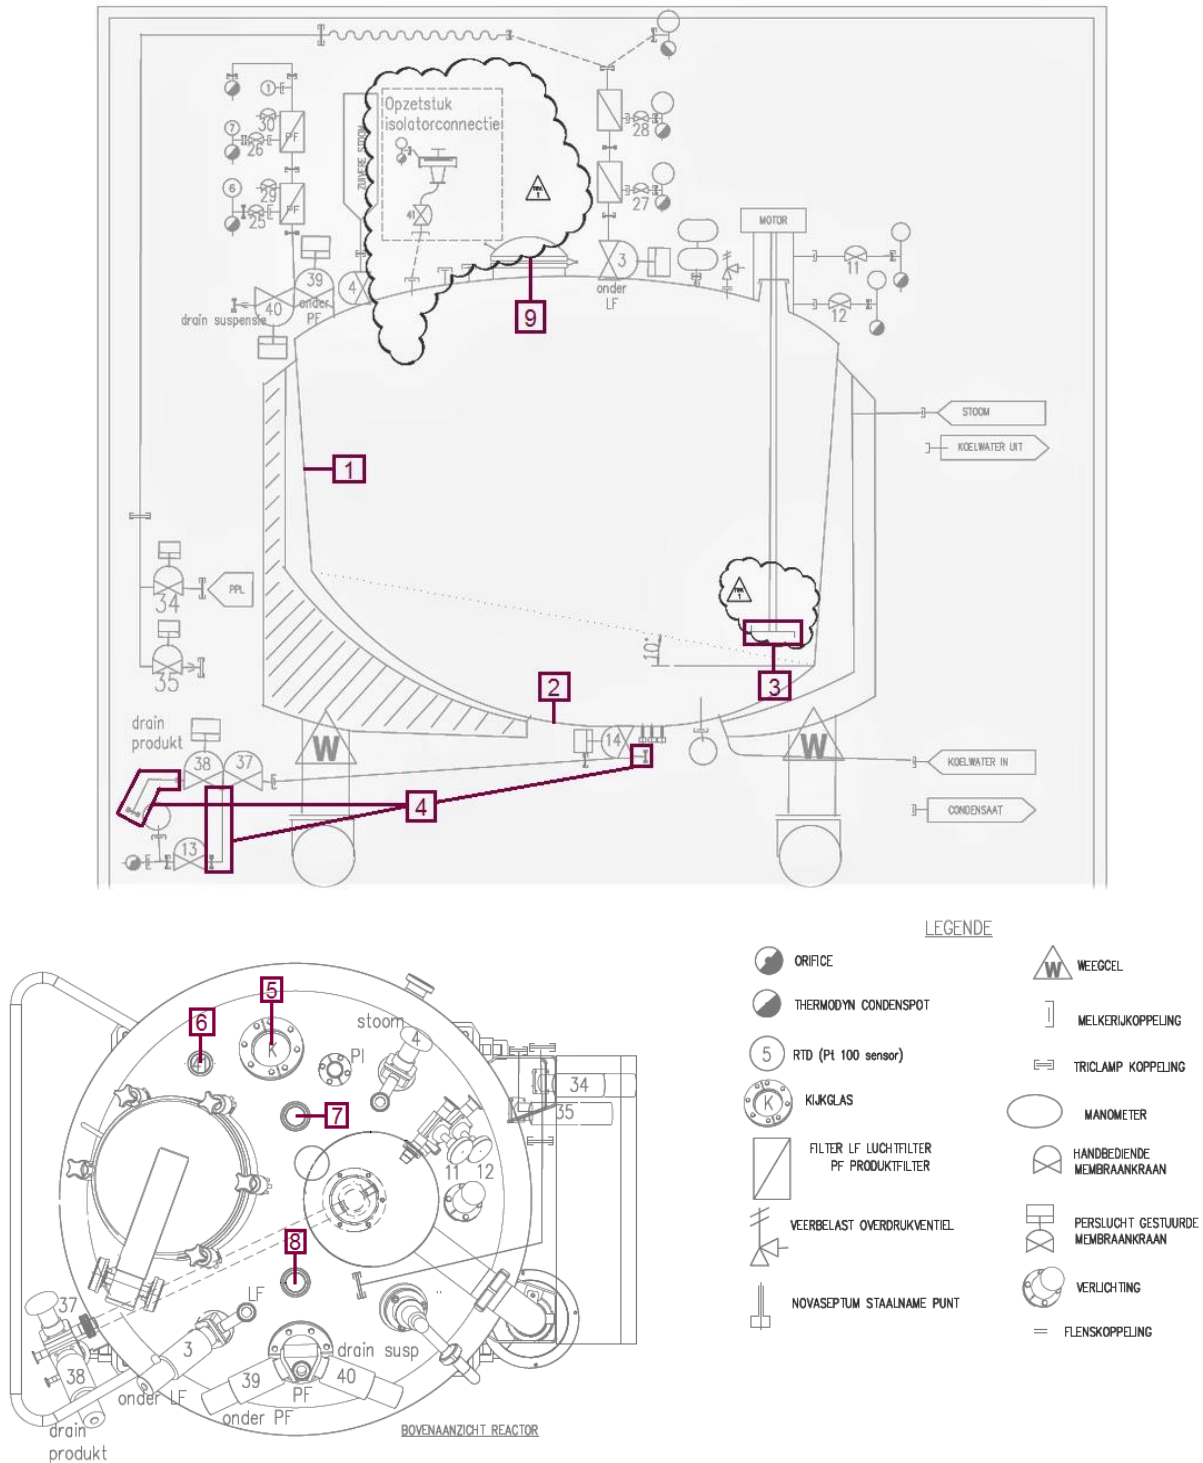 Opzetstuk
isolatorconnectie
ZUIVERE STOOM
1
30
PF
7
26
6
29
PF
25
41
28
27
MOTOR
11
12
39
onder
PF
40
drain suspensie
4
3
onder
LF
9
STOOM
KOELWATER UIT
1
34
PPL
35
10°
2
3
drain
produkt
38
37
14
W
W
KOELWATER IN
4
CONDENSAAT
13
LEGENDE
ORIFICE
THERMODYN CONDENSPOT
5
RTD (Pt 100 sensor)
K
KIJKGLAS
FILTER LF LUCHTFILTER
PF PRODUKTFILTER
VEERBELAST OVERDRUKVENTIEL
NOVASEPTUM STAALNAME PUNT
W
WEEGCEL
MELKERIJKOPPELING
TRICLAMP KOPPELING
MANOMETER
HANDBEDIENDE
MEMBRAANKRAAN
PERSLUCHT GESTUURDE
MEMBRAANKRAAN
VERLICHTING
FLENSKOPPELING
5
6
K
PI
stoom
4
34
35
7
11
12
8
37
LF
3
38
onder LF
39
PF
40
drain susp
onder PF
drain
produkt
BOVENAANZICHT REACTOR